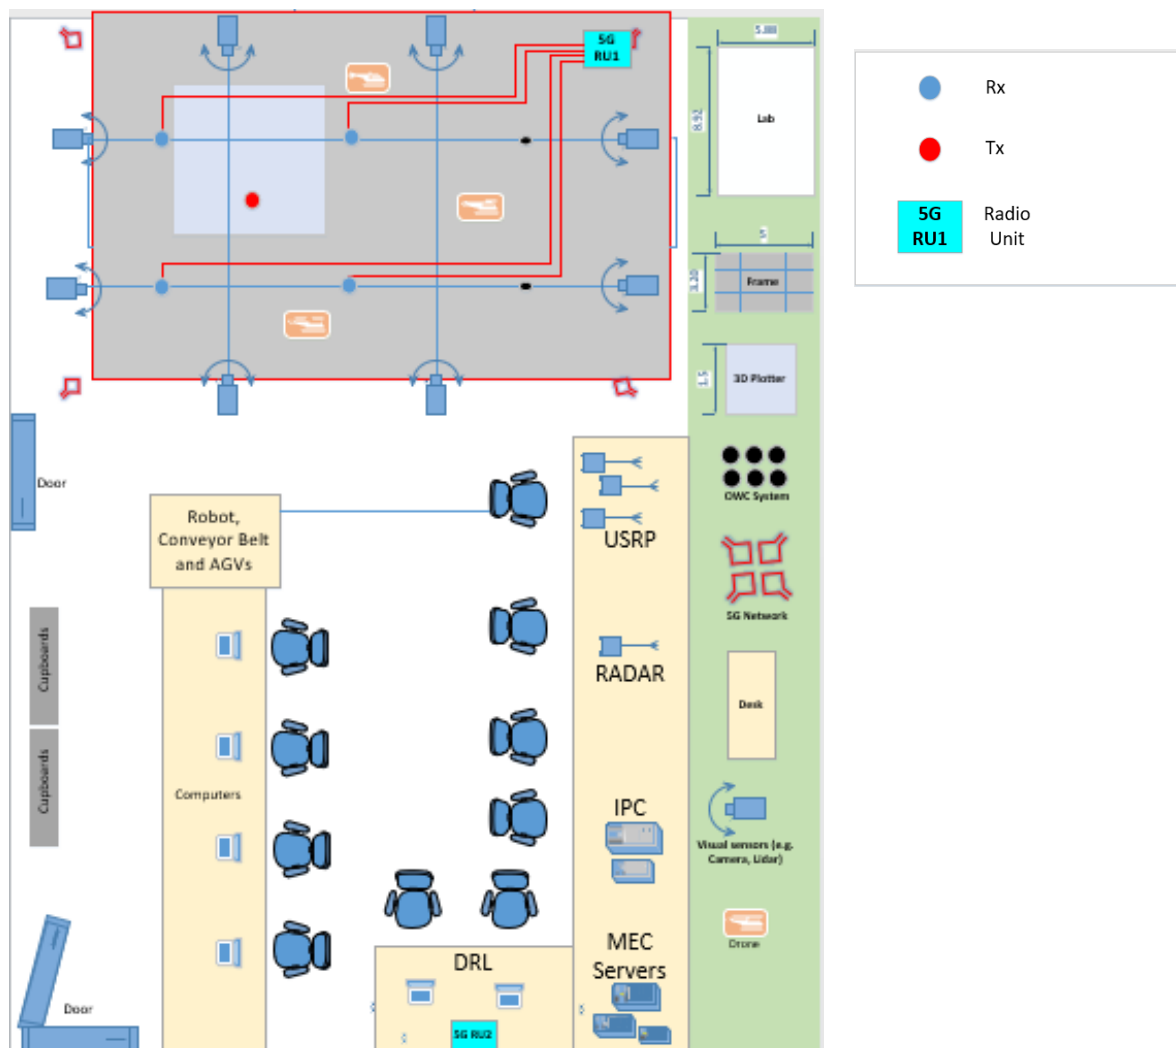 5G
RU1
5.88
8.92
Lab
5
3.20
Frame
1.5
3D Plotter
OWC System
5G Network
Desk
Visual sensors (e.g.
Camera, Lidar)
Drone
Rx
Tx
5G
RU1
Radio
Unit
Door
Robot,
Conveyor Belt
and AGVs
USRP
RADAR
Cupboards
Cupboards
Computers
IPC
MEC
Servers
DRL
5G RU2
Door